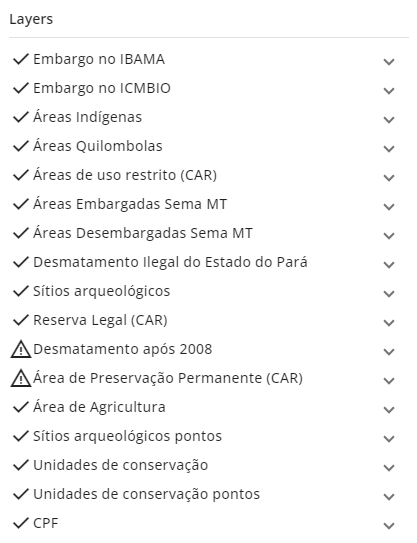 Layers
Embargo no IBAMA
Embargo no ICMBIO
Áreas Indígenas
Áreas Quilombolas
Áreas de uso restrito (CAR)
Áreas Embargadas Sema MT
Áreas Desembargadas Sema MT
Desmatamento Ilegal do Estado do Pará
Sítios arqueológicos
Reserva Legal (CAR)
Desmatamento após 2008
Área de Preservação Permanente (CAR)
Área de Agricultura
Sítios arqueológicos pontos
Unidades de conservação
Unidades de conservação pontos
CPF